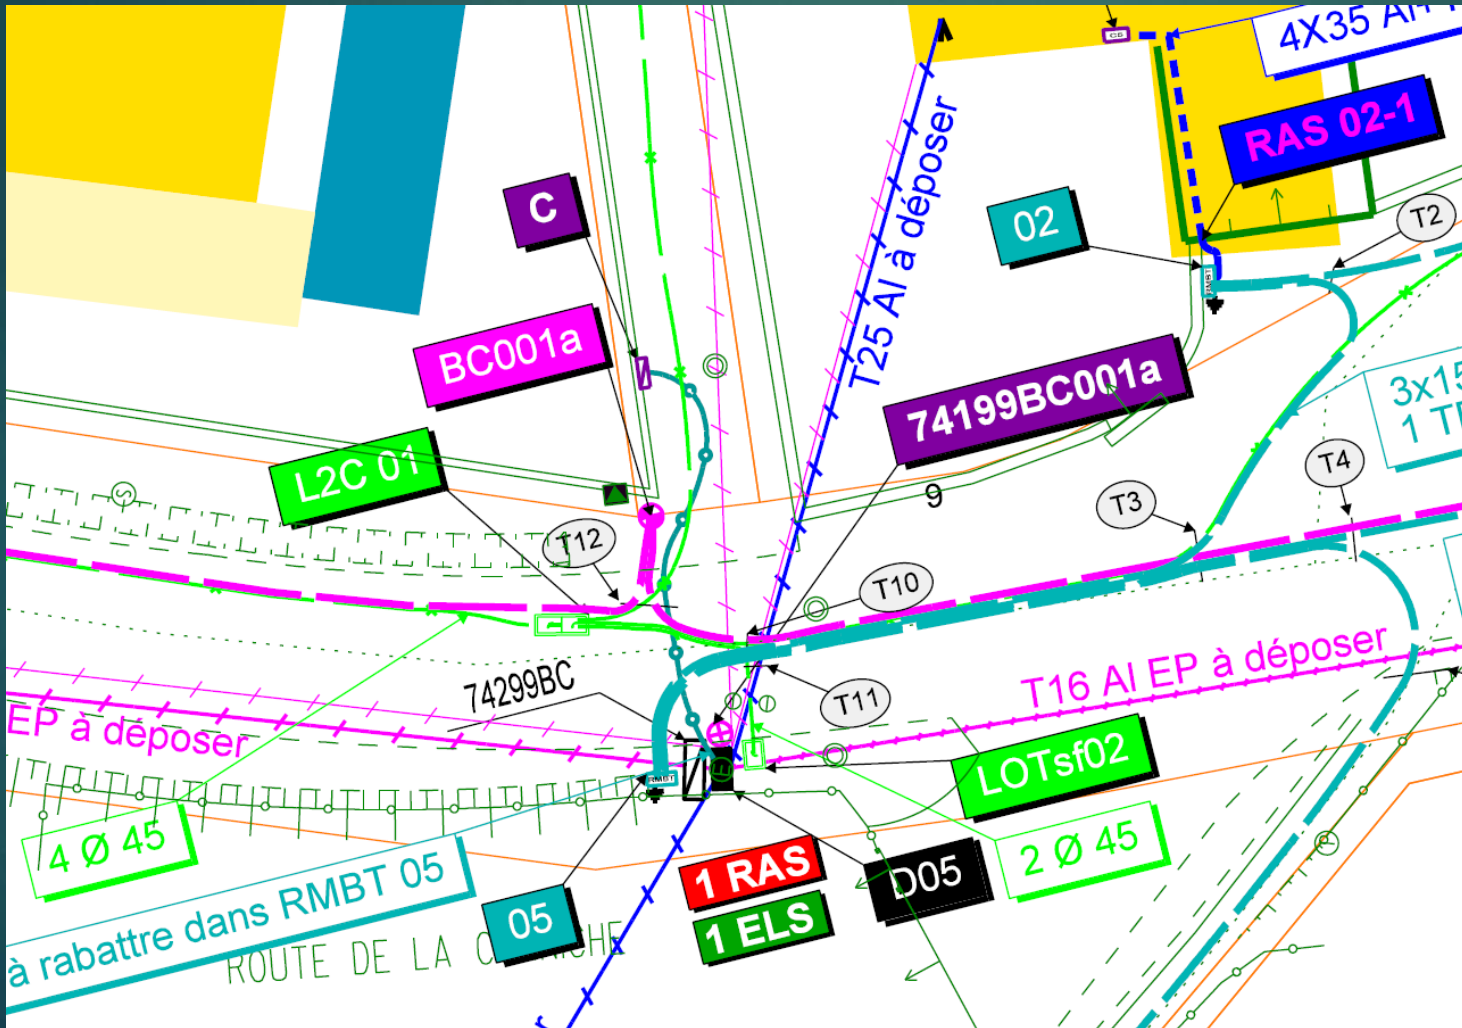 4X35 Al
RAS 02-1
C
02
T2
T25 Al à déposer
BC001a
74199BC001a
3x15
L2C 01
9
T4
T3
S
T12
T10
74299BC
T16 Al EP à déposer
T11
EP à déposer
LOTsf02
RMBT
4 Ø 45
2 Ø 45
1 RAS
D05
à rabattre dans RMBT 05
05
1 ELS
ROUTE DE LA